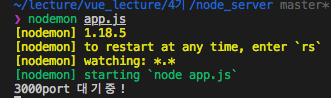 ~/lecture/vue_lecture/4기/node_server master*
❯ nodemon app.js
[nodemon] 1.18.5
[nodemon] to restart at any time, enter `rs`
[nodemon] watching: *.*
[nodemon] starting `node app.js`
3000port 대기중!